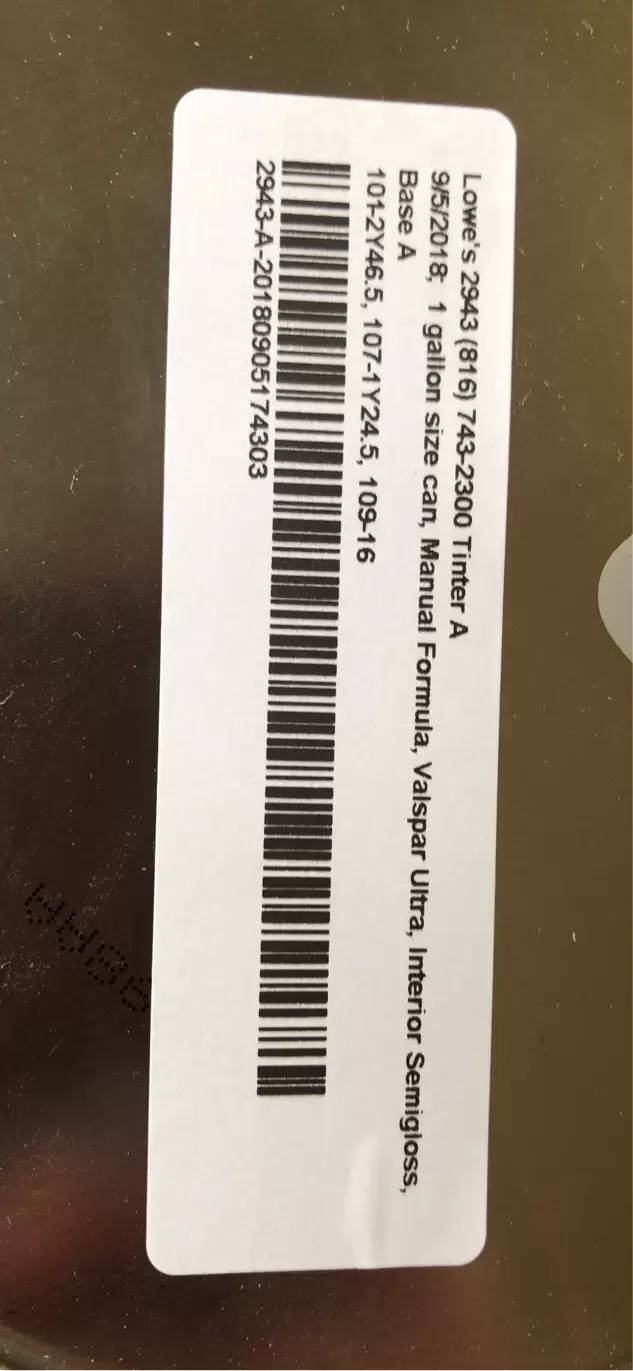 Lowe's 2943 (816) 743-2300 Tinter A
9/5/2018; 1 gallon size can, Manual Formula, Valspar Ultra, Interior Semigloss,
Base A
101-2Y46.5, 107-1Y24.5, 109-16
2943-A-20180905174303